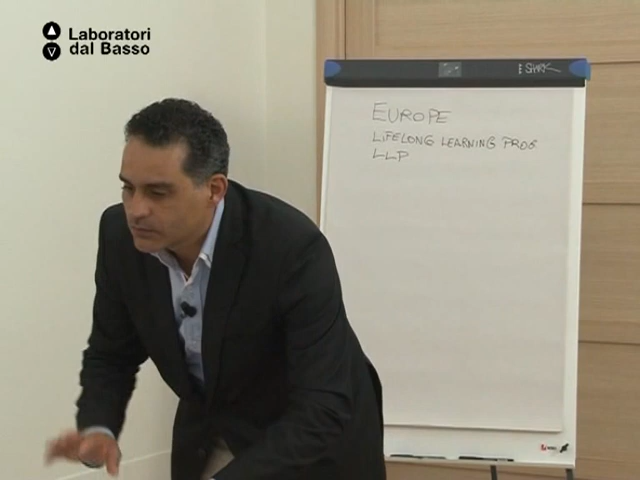 Laboratori
dal Basso
EUROPE
LIFELONG LEARNING PROG
LLP